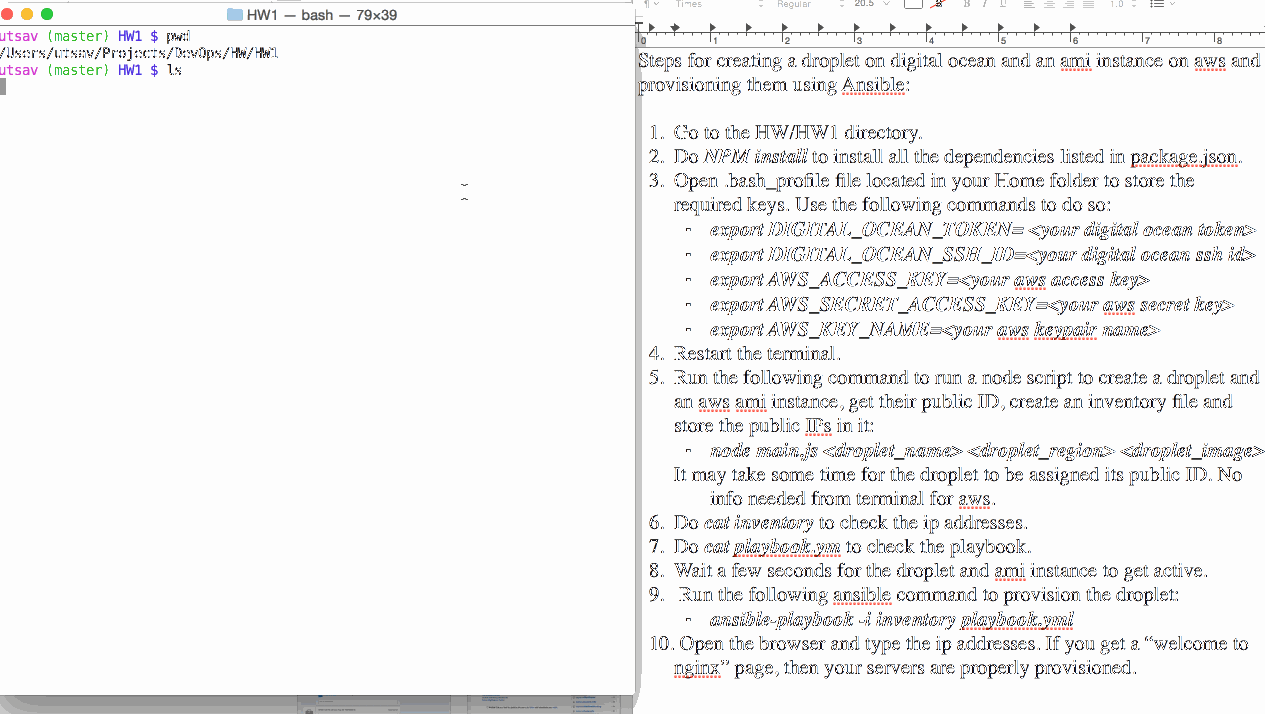 HW1 — bash — 79×39
utsav (master) HW1 $ pwd
/Users/utsav/Projects/DevOps/HW/HW1
utsav (master) HW1 $ ls
Times Regular 20.5 B I U 1.0
0 1 2 3 4 5 6 7 8
Steps for creating a droplet on digital ocean and an ami instance on aws and
provisioning them using Ansible:
1. Go to the HW/HW1 directory.
2. Do NPM install to install all the dependencies listed in package.json.
3. Open .bash_profile file located in your Home folder to store the
required keys. Use the following commands to do so:
▪ export DIGITAL_OCEAN_TOKEN= <your digital ocean token>
▪ export DIGITAL_OCEAN_SSH_ID=<your digital ocean ssh id>
▪ export AWS_ACCESS_KEY=<your aws access key>
▪ export AWS_SECRET_ACCESS_KEY=<your aws secret key>
▪ export AWS_KEY_NAME=<your aws keypair name>
4. Restart the terminal.
5. Run the following command to run a node script to create a droplet and
an aws ami instance, get their public ID, create an inventory file and
store the public IPs in it:
▪ node main.js <droplet_name> <droplet_region> <droplet_image>
It may take some time for the droplet to be assigned its public ID. No
info needed from terminal for aws.
6. Do cat inventory to check the ip addresses.
7. Do cat playbook.ym to check the playbook.
8. Wait a few seconds for the droplet and ami instance to get active.
9. Run the following ansible command to provision the droplet:
▪ ansible-playbook -i inventory playbook.yml
10. Open the browser and type the ip addresses. If you get a “welcome to
nginx” page, then your servers are properly provisioned.